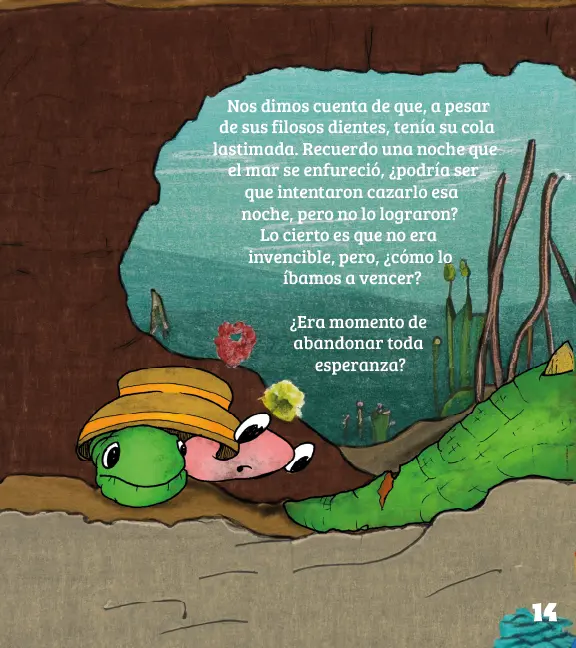 Nos dimos cuenta de que, a pesar
de sus filosos dientes, tenía su cola
lastimada. Recuerdo una noche que
el mar se enfureció, ¿podría ser
que intentaron cazarlo esa
noche, pero no lo lograron?
Lo cierto es que no era
invencible, pero, ¿cómo lo
íbamos a vencer?
¿Era momento de
abandonar toda
esperanza?
14